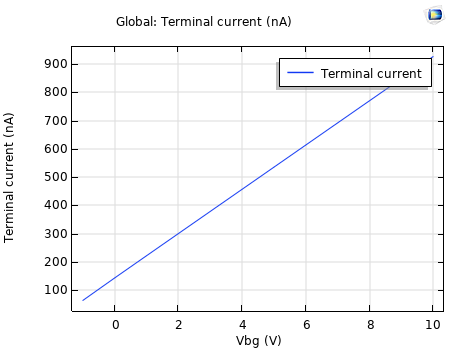 Global: Terminal current (nA)
Terminal current
900
800
700
600
500
400
300
200
100
Terminal current (nA)
0 2 4 6 8 10
Vbg (V)